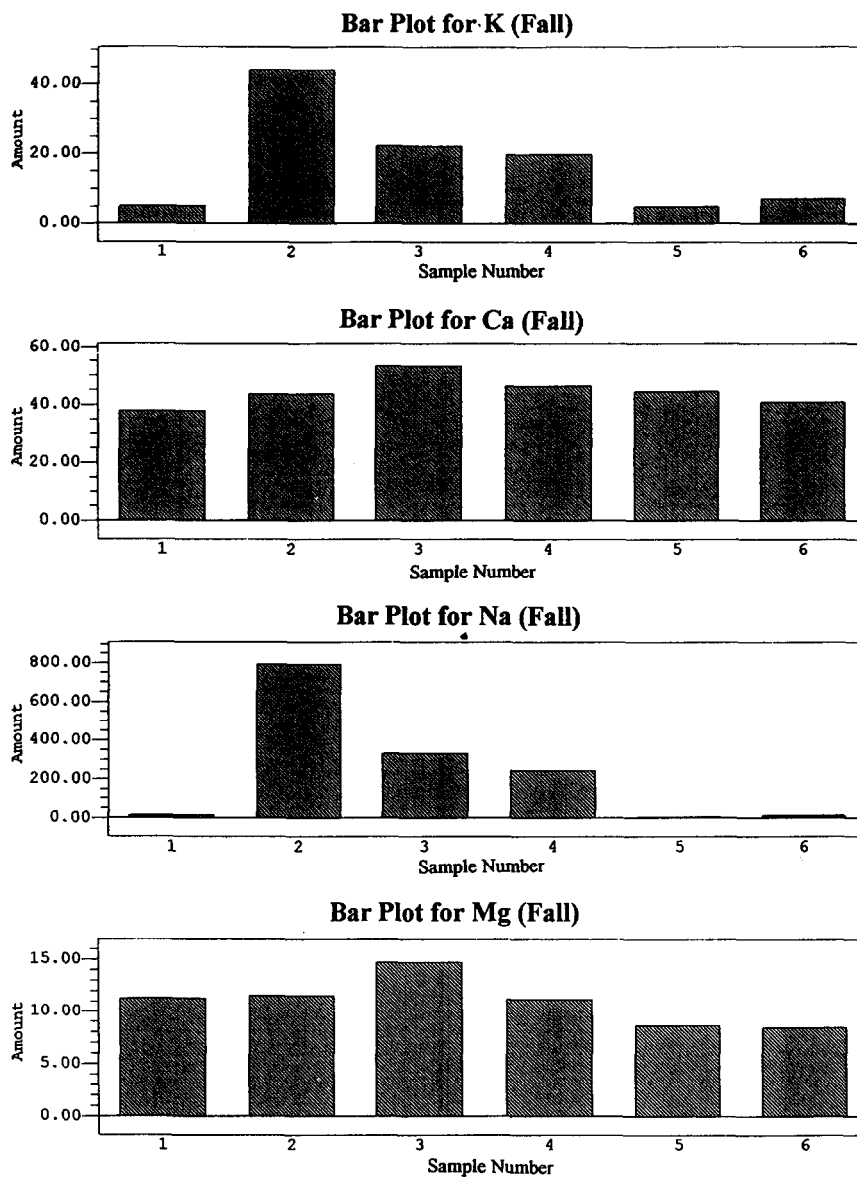 Bar Plot for K (Fall)
40.00
20.00
0.00
Amount
1 2 3 4 5 6
Sample Number
Bar Plot for Ca (Fall)
60.00
40.00
20.00
0.00
Amount
1 2 3 4 5 6
Sample Number
Bar Plot for Na (Fall)
800.00
600.00
400.00
200.00
0.00
Amount
1 2 3 4 5 6
Sample Number
Bar Plot for Mg (Fall)
15.00
10.00
5.00
0.00
Amount
1 2 3 4 5 6
Sample Number